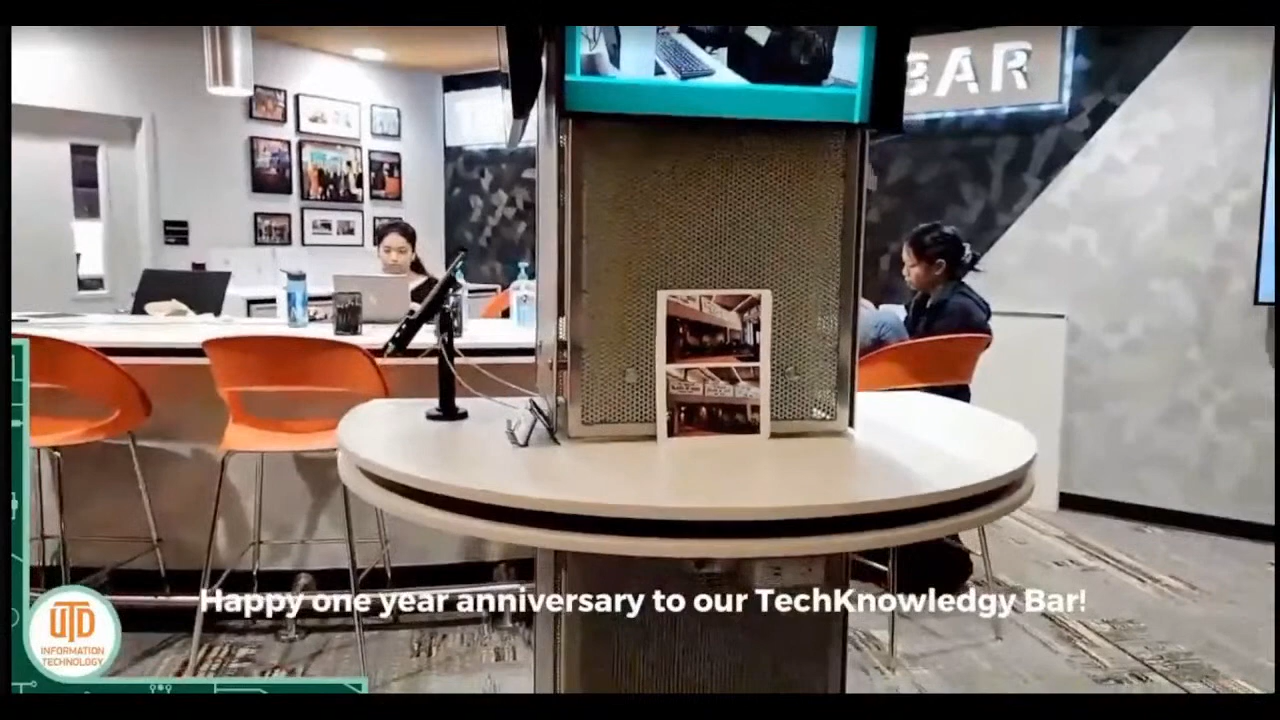 BAR
Happy one year anniversary to our TechKnowledgy Bar!
UTD
INFORMATION
TECHNOLOGY